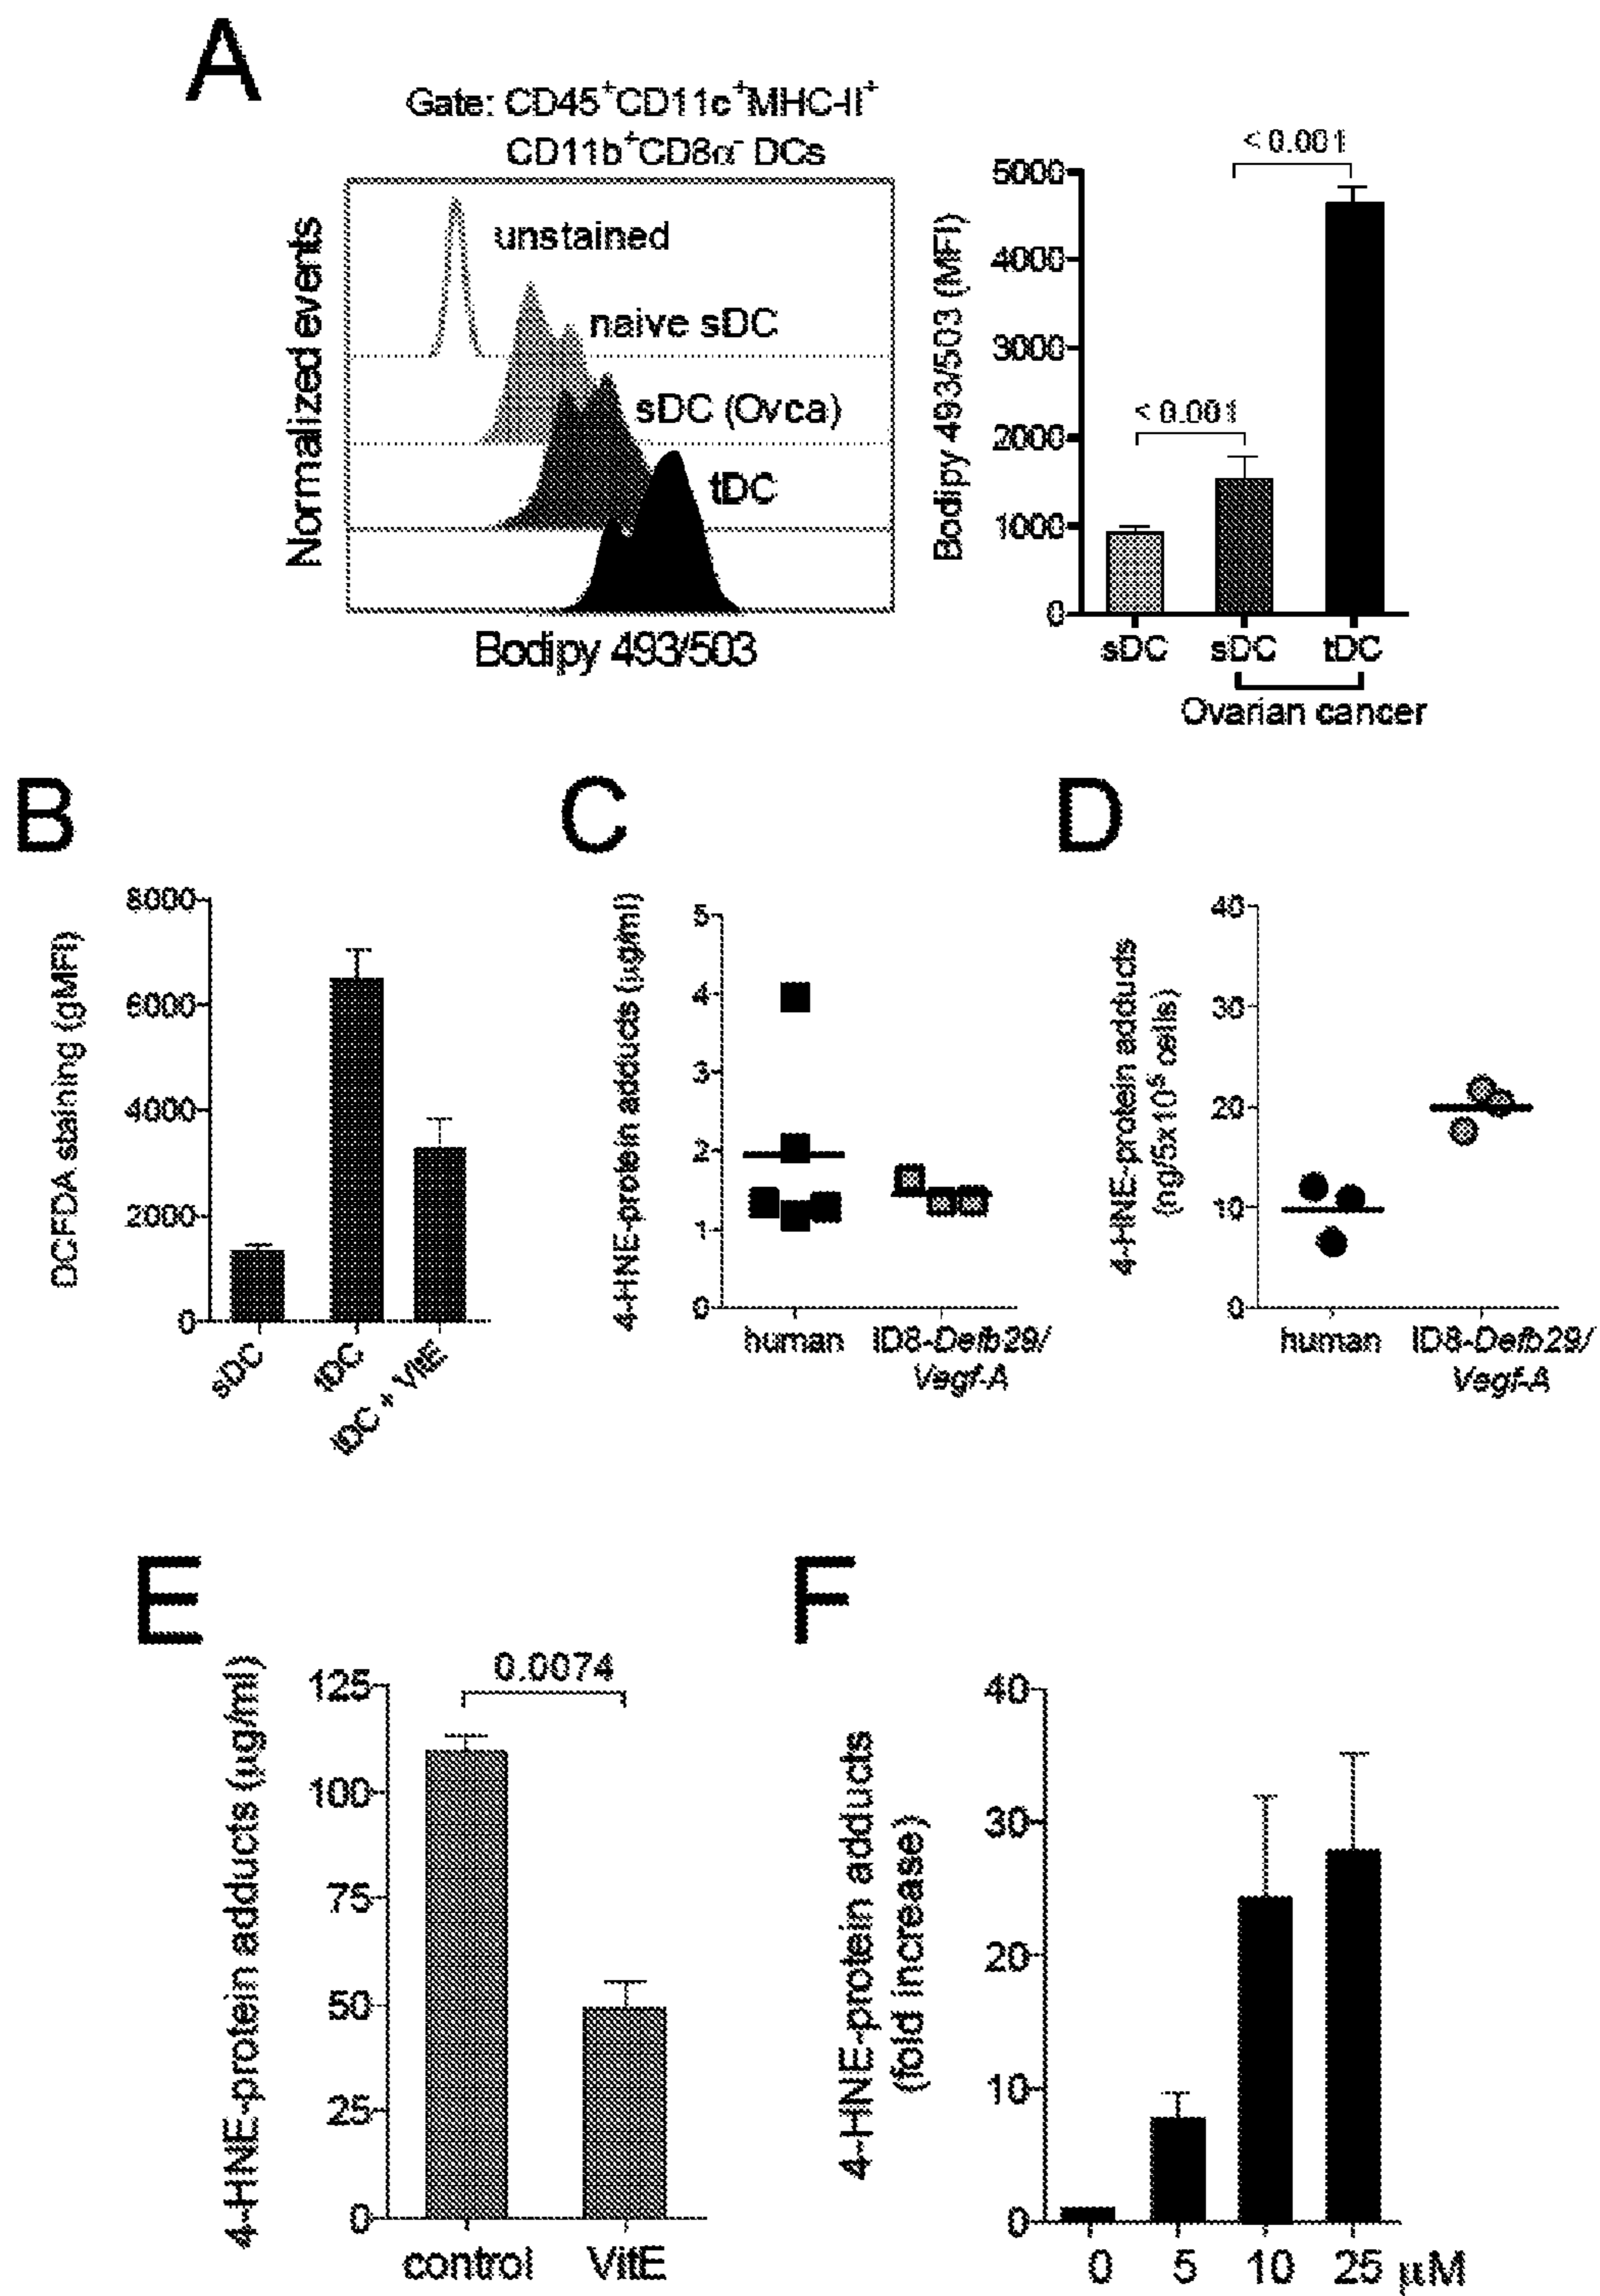 A
Gate: CD45+CD11c+MHC-II+
CD11b+CD8α- DCs
Normalized events
unstained
naive sDC
sDC (Ovca)
tDC
Bodipy 493/503
Bodipy 493/503 (MFI)
5000
4000
3000
2000
1000
0
< 0.001
< 0.001
sDC
sDC
tDC
Ovarian cancer
B
DCFDA staining (gMFI)
8000
6000
4000
2000
0
sDC
tDC
tDC + VitE
C
4-HNE-protein adducts (µg/ml)
5
4
3
2
1
0
human
ID8-Defb29/
Vegf-A
D
4-HNE-protein adducts
(ng/5x10⁵ cells)
40
30
20
10
0
human
ID8-Defb29/
Vegf-A
E
4-HNE-protein adducts (µg/ml)
125
100
75
50
25
0
0.0074
control
VitE
F
4-HNE-protein adducts
(fold increase)
40
30
20
10
0
0
5
10
25
µM